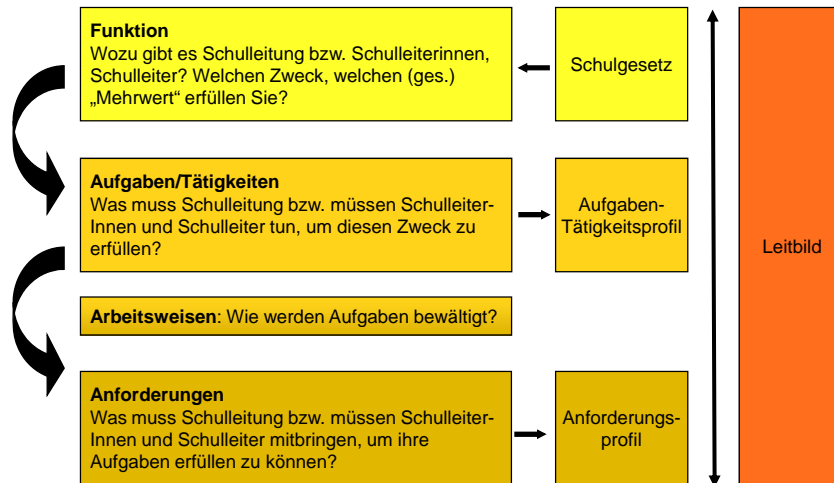 Funktion
Wozu gibt es Schulleitung bzw. Schulleiterinnen,
Schulleiter? Welchen Zweck, welchen (ges.)
„Mehrwert“ erfüllen Sie?
Schulgesetz
Aufgaben/Tätigkeiten
Was muss Schulleitung bzw. müssen Schulleiter-
Innen und Schulleiter tun, um diesen Zweck zu
erfüllen?
Aufgaben-
Tätigkeitsprofil
Leitbild
Arbeitsweisen: Wie werden Aufgaben bewältigt?
Anforderungen
Was muss Schulleitung bzw. müssen Schulleiter-
Innen und Schulleiter mitbringen, um ihre
Aufgaben erfüllen zu können?
Anforderungs-
profil